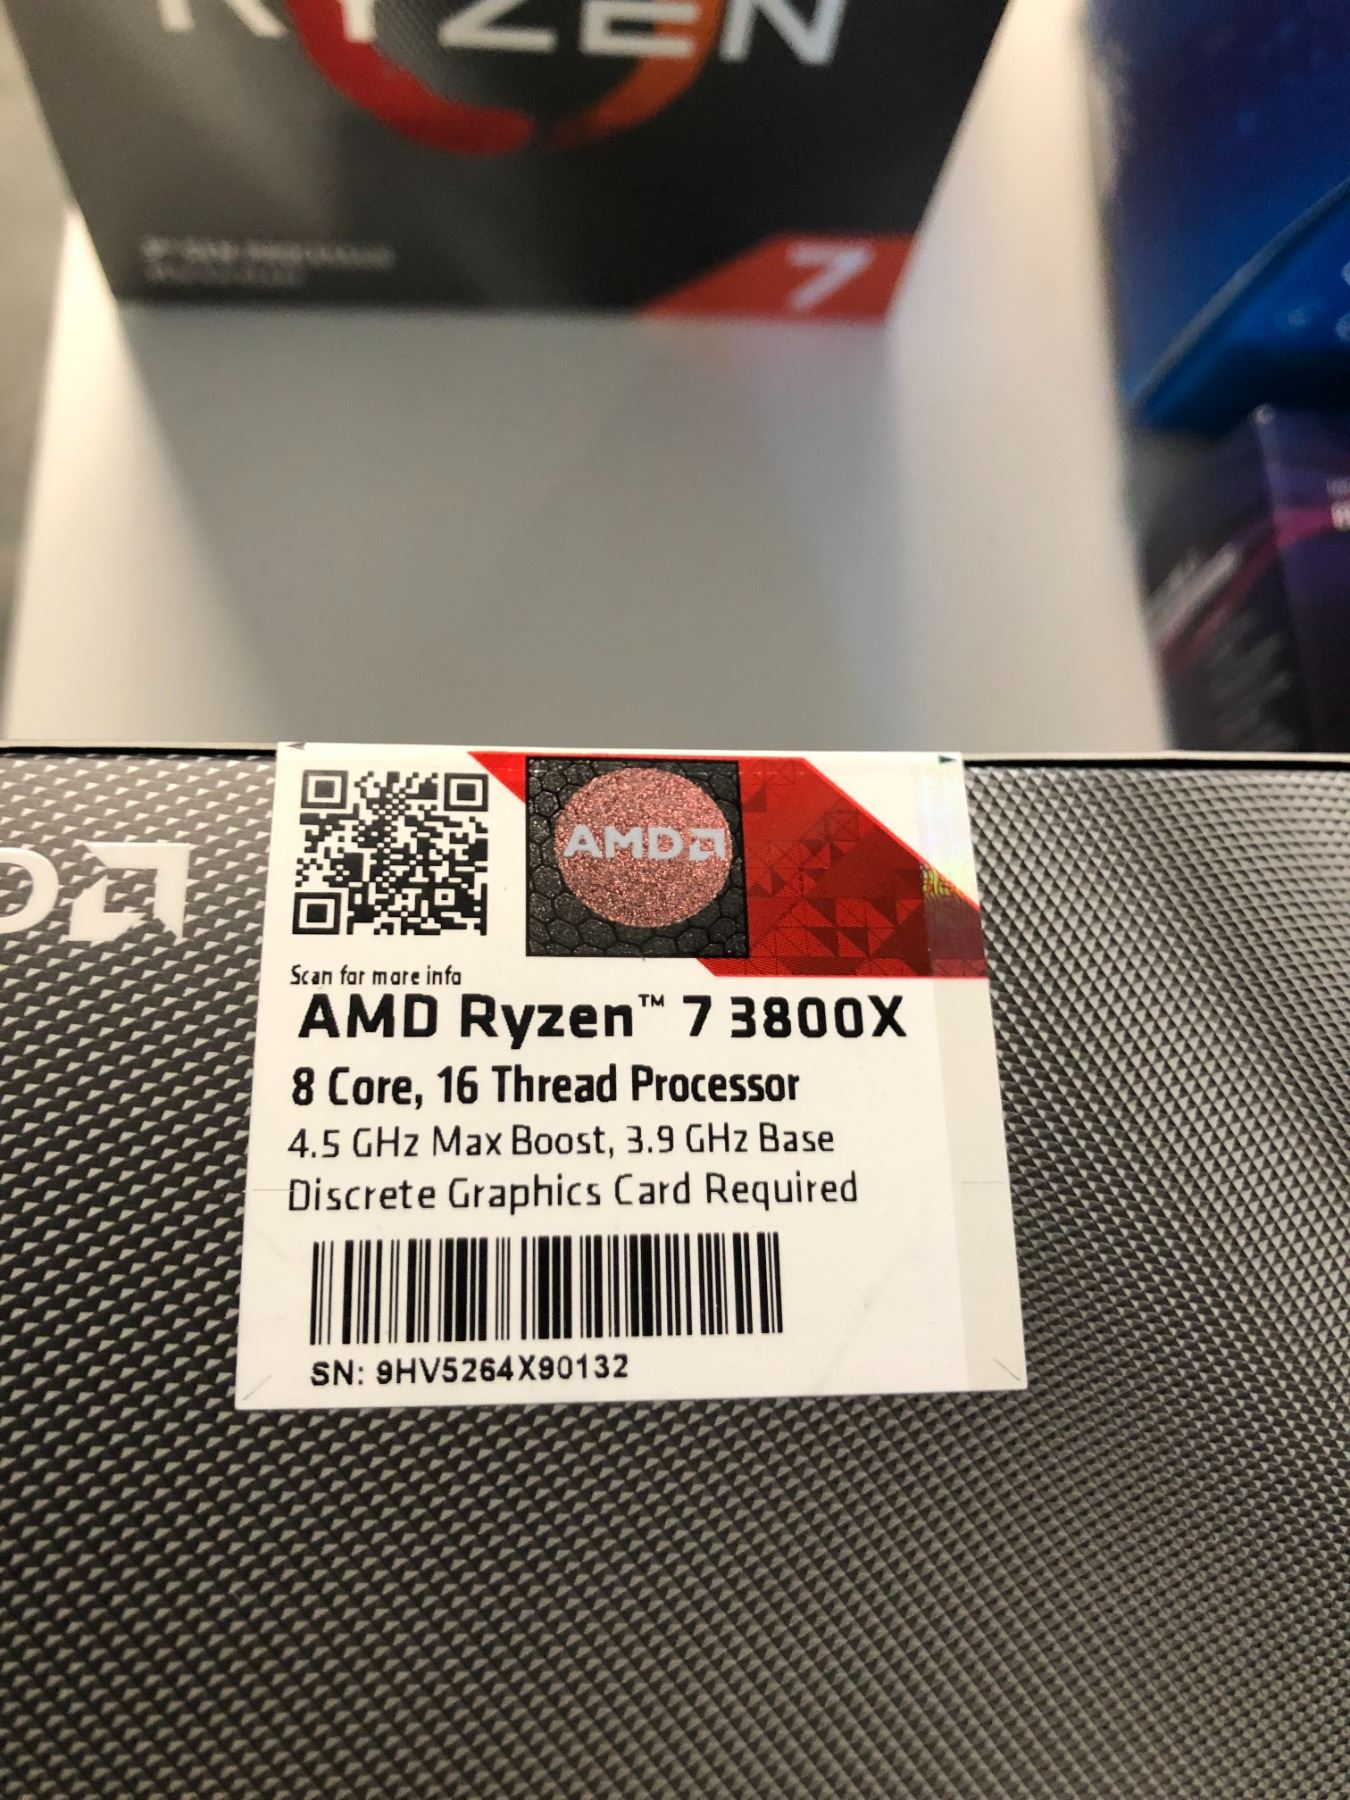 RYZEN
7
AMD
Scan for more info
AMD Ryzen™ 7 3800X
8 Core, 16 Thread Processor
4.5 GHz Max Boost, 3.9 GHz Base
Discrete Graphics Card Required
SN: 9HV5264X90132